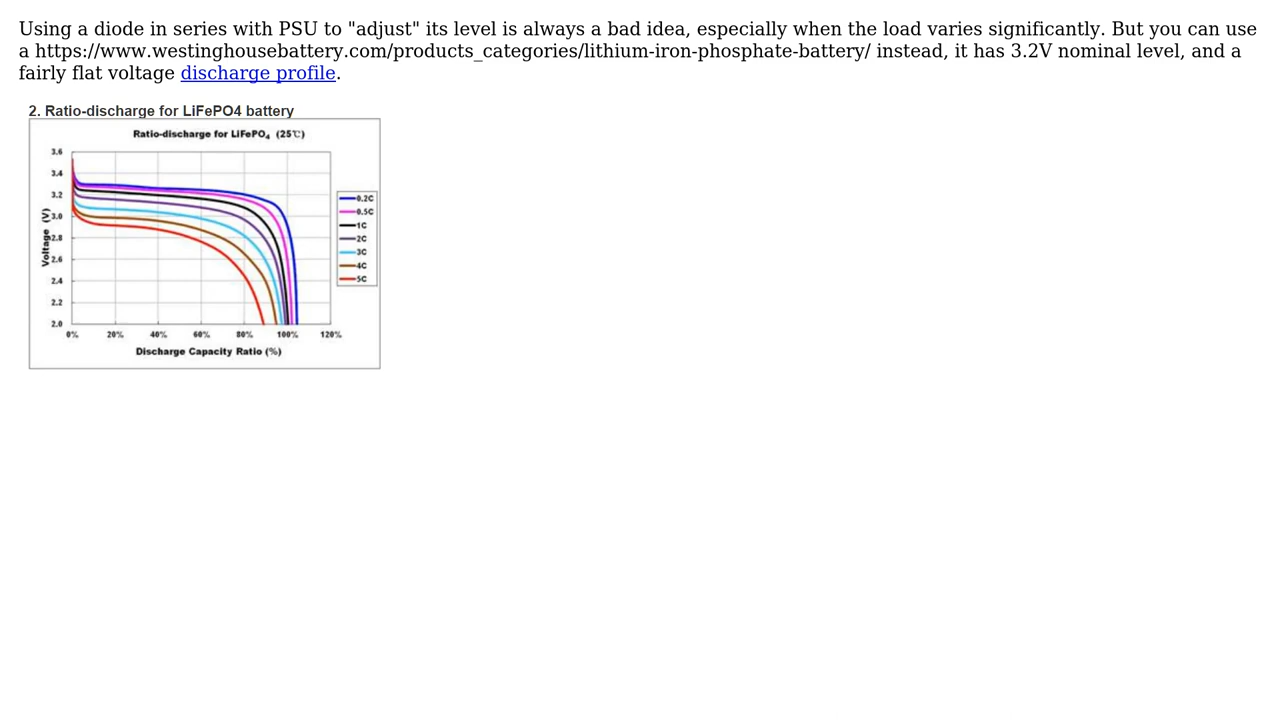 Using a diode in series with PSU to "adjust" its level is always a bad idea, especially when the load varies significantly. But you can use
a https://www.westinghousebattery.com/products_categories/lithium-iron-phosphate-battery/ instead, it has 3.2V nominal level, and a
fairly flat voltage discharge profile.
2. Ratio-discharge for LiFePO4 battery
Ratio-discharge for LiFePO₄ (25℃)
3.6
3.4
3.2
3.0
2.8
2.6
2.4
2.2
2.0
Voltage (V)
0% 20% 40% 60% 80% 100% 120%
Discharge Capacity Ratio (%)
0.2C
0.5C
1C
2C
3C
4C
5C